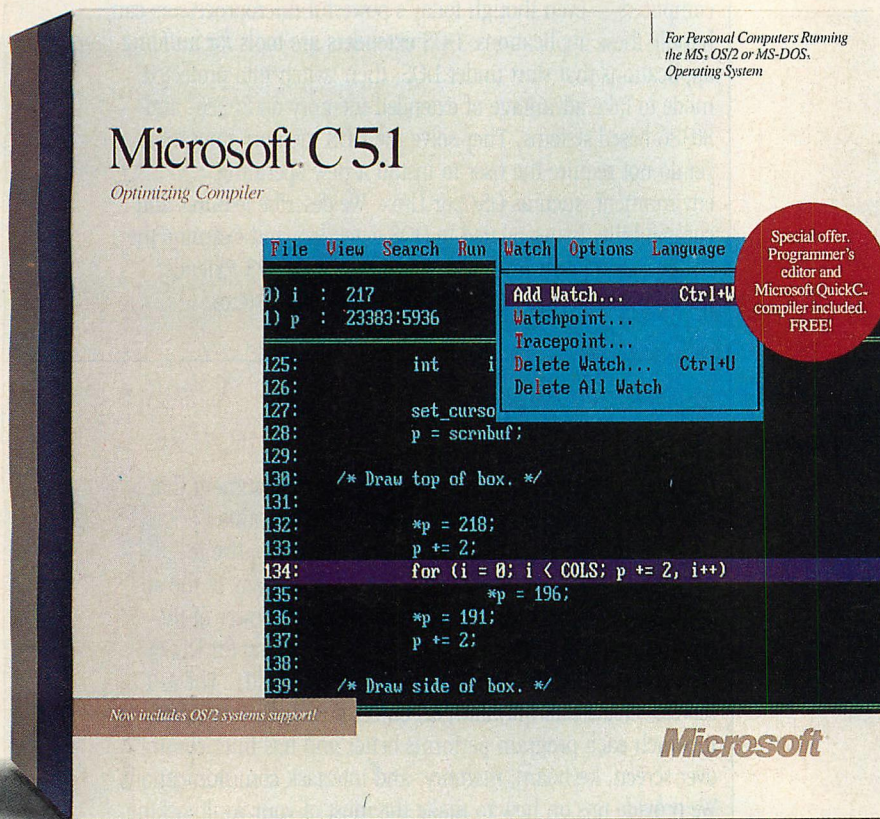 For Personal Computers Running
the MS® OS/2 or MS-DOS®
Operating System
Microsoft® C 5.1
Optimizing Compiler
File View Search Run Watch Options Language
Special offer.
Programmer's
editor and
Microsoft QuickC™
compiler included.
FREE!
0) i : 217
1) p : 23383:5936
Add Watch... Ctrl+W
Watchpoint...
Tracepoint...
Delete Watch... Ctrl+U
Delete All Watch
125: int i
126:
127: set_curso
128: p = scrnbuf;
129:
130: /* Draw top of box. */
131:
132: *p = 218;
133: p += 2;
134: for (i = 0; i < COLS; p += 2, i++)
135: *p = 196;
136: *p = 191;
137: p += 2;
138:
139: /* Draw side of box. */
Now includes OS/2 systems support!
Microsoft®